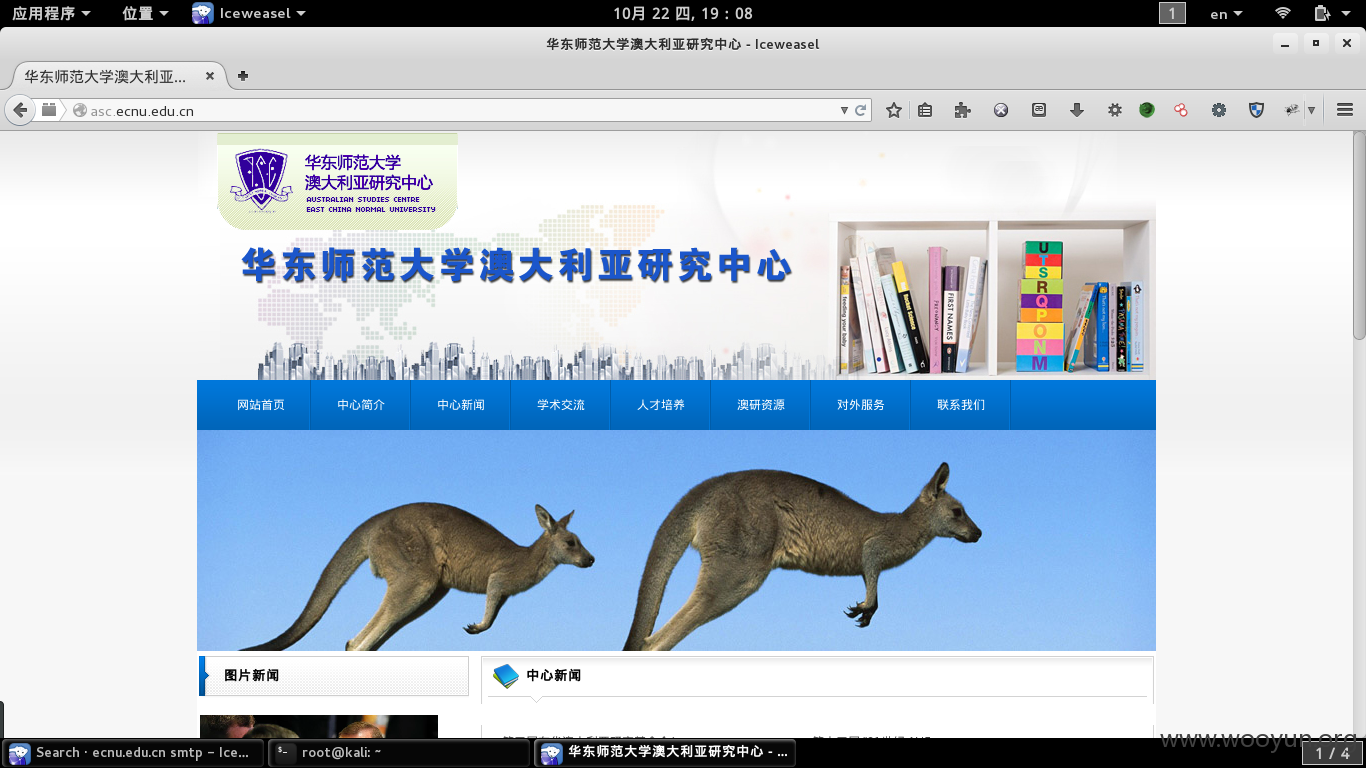 应用程序 位置 Iceweasel 10月 22 四, 19 : 08 1 en
华东师范大学澳大利亚研究中心 - Iceweasel
华东师范大学澳大利亚...
asc.ecnu.edu.cn
华东师范大学
澳大利亚研究中心
AUSTRALIAN STUDIES CENTRE
EAST CHINA NORMAL UNIVERSITY
华东师范大学澳大利亚研究中心
feeding your baby
PREGNANCY
FIRST NAMES
U
T
S
R
Q
P
O
N
M
网站首页 中心简介 中心新闻 学术交流 人才培养 澳研资源 对外服务 联系我们
图片新闻 中心新闻
www.wooyun.org
Search · ecnu.edu.cn smtp – Ice... root@kali: ~ 华东师范大学澳大利亚研究中心 - ... 1 / 4